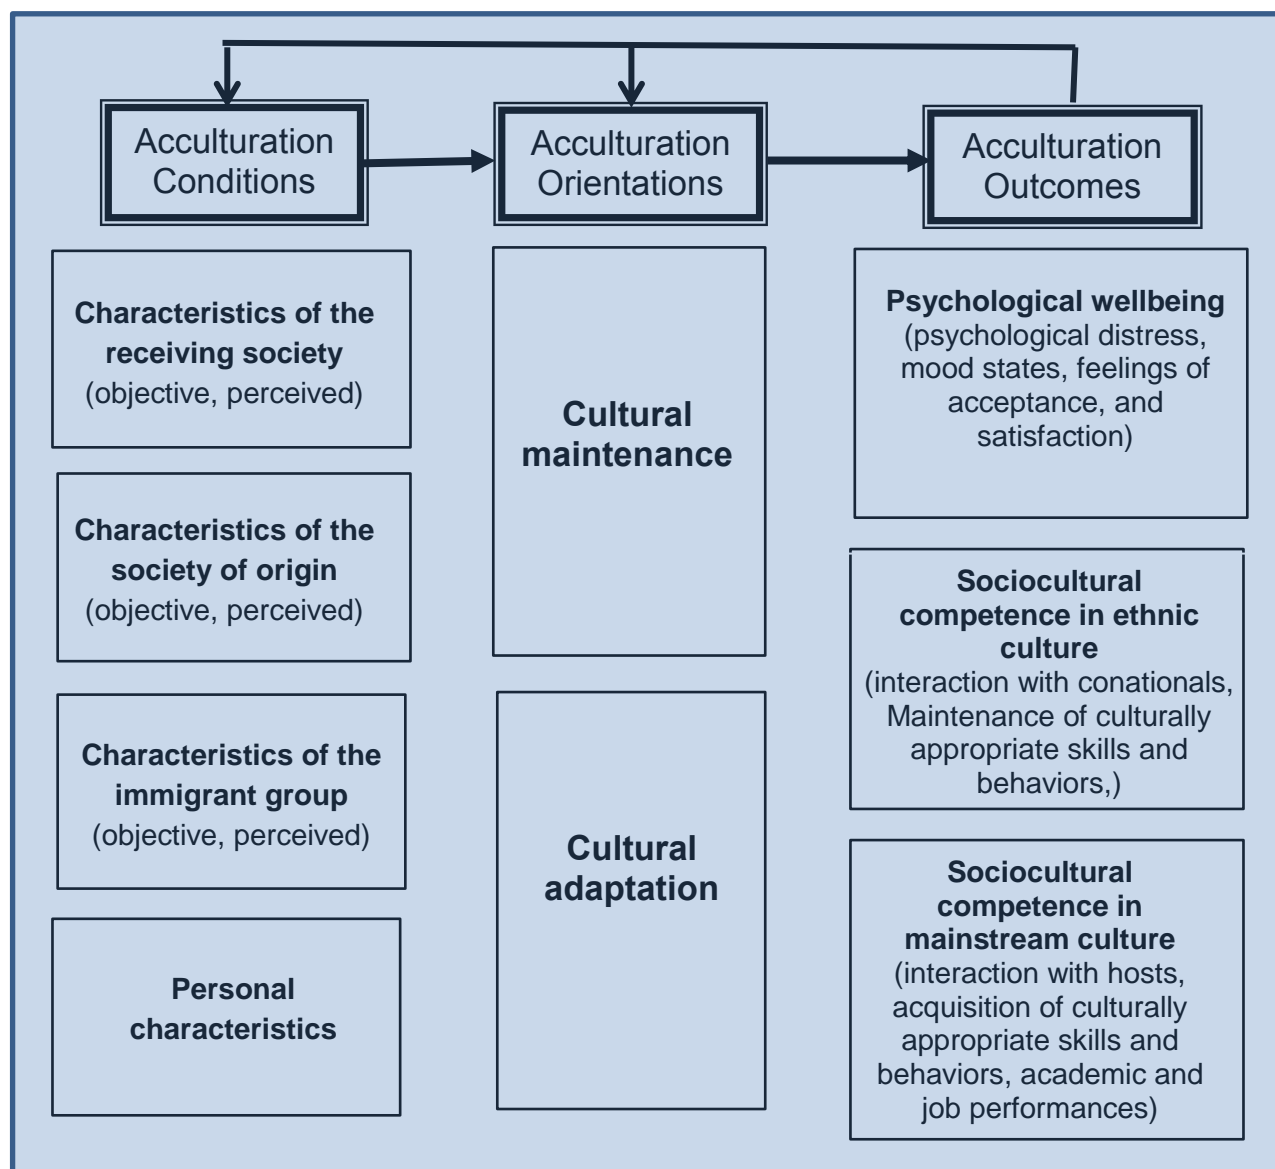 Acculturation
Conditions
Acculturation
Orientations
Acculturation
Outcomes
Characteristics of the
receiving society
(objective, perceived)
Characteristics of the
society of origin
(objective, perceived)
Characteristics of the
immigrant group
(objective, perceived)
Personal
characteristics
Cultural
maintenance
Cultural
adaptation
Psychological wellbeing
(psychological distress,
mood states, feelings of
acceptance, and
satisfaction)
Sociocultural
competence in ethnic
culture
(interaction with conationals,
Maintenance of culturally
appropriate skills and
behaviors,)
Sociocultural
competence in
mainstream culture
(interaction with hosts,
acquisition of culturally
appropriate skills and
behaviors, academic and
job performances)